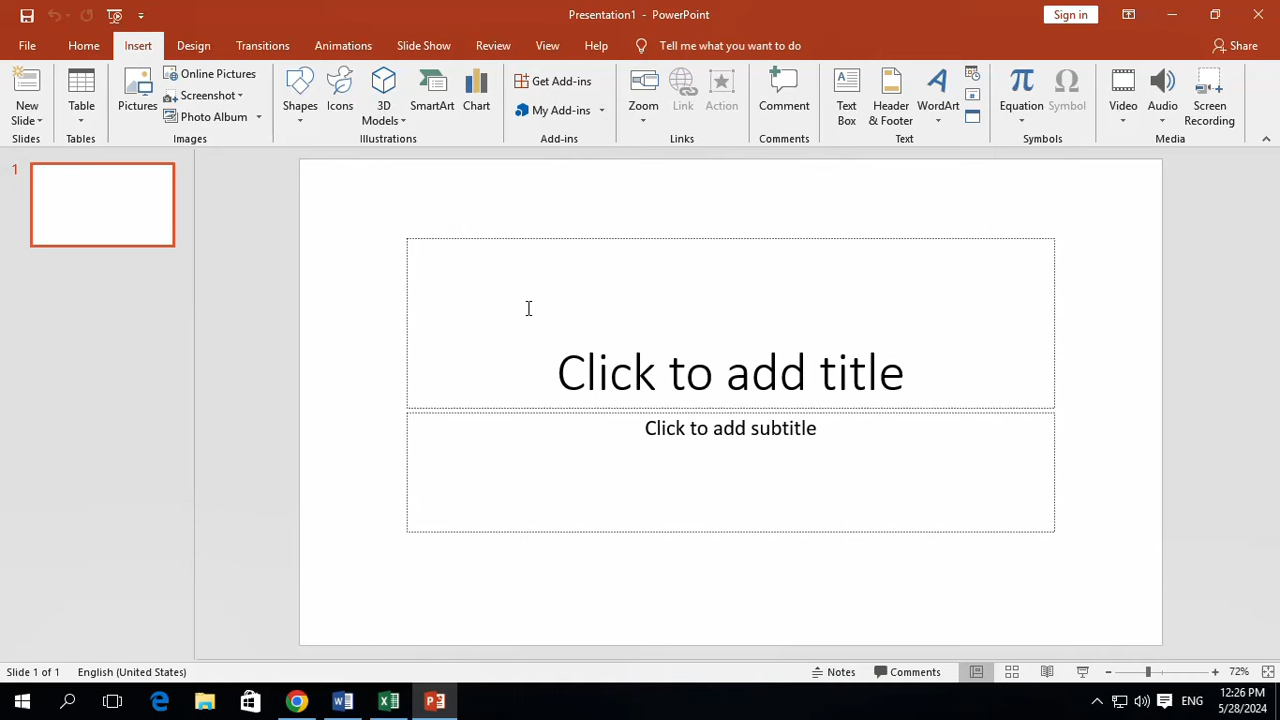 Presentation1 - PowerPoint
Sign in
File Home Insert Design Transitions Animations Slide Show Review View Help Tell me what you want to do Share
New Slide
Slides
Table
Tables
Pictures
Online Pictures
Screenshot
Photo Album
Images
Shapes
Icons
3D Models
SmartArt
Chart
Illustrations
Get Add-ins
My Add-ins
Add-ins
Zoom
Link
Action
Links
Comment
Comments
Text Box
Header & Footer
WordArt
Text
Equation
Symbol
Symbols
Video
Audio
Screen Recording
Media
1
Click to add title
Click to add subtitle
Slide 1 of 1 English (United States) Notes Comments 72%
ENG
12:26 PM
5/28/2024